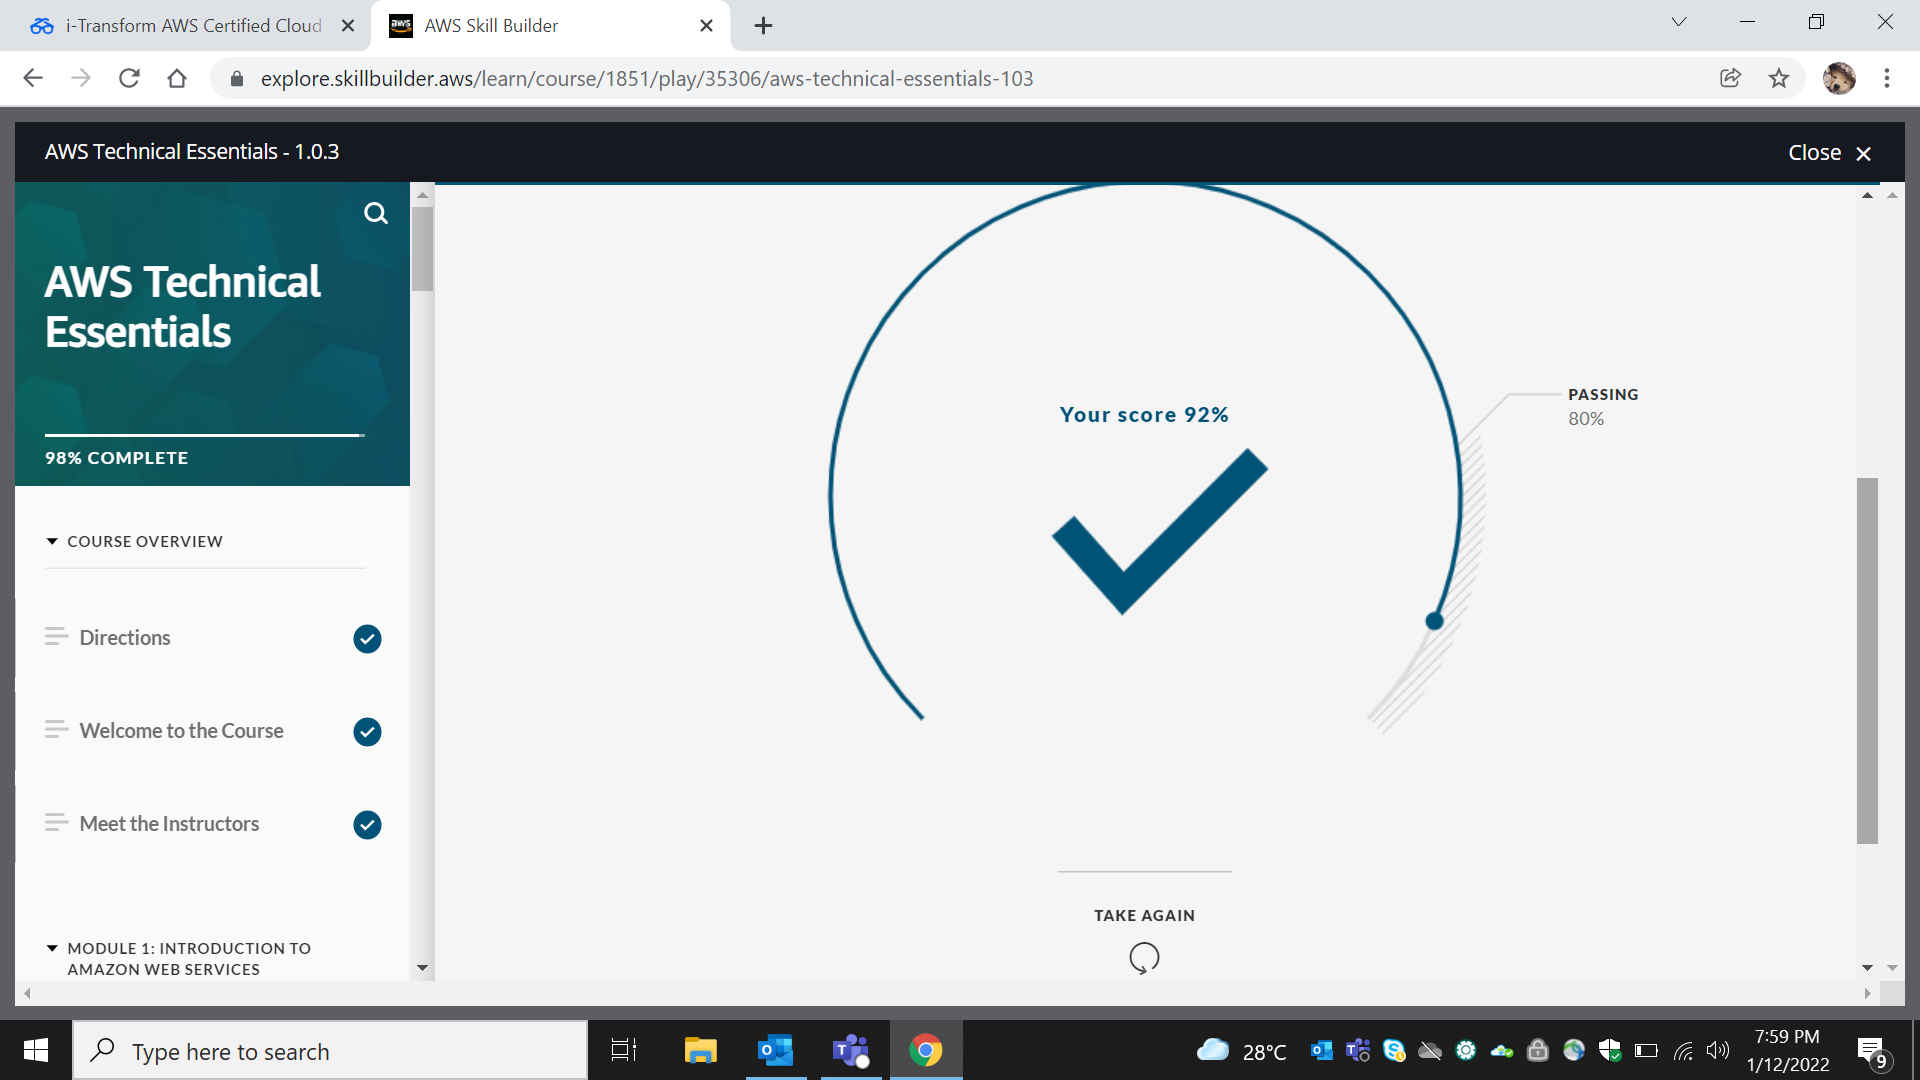 i-Transform AWS Certified Cloud
aws
AWS Skill Builder
explore.skillbuilder.aws/learn/course/1851/play/35306/aws-technical-essentials-103
AWS Technical Essentials - 1.0.3
Close
AWS Technical
Essentials
98% COMPLETE
COURSE OVERVIEW
Directions
Welcome to the Course
Meet the Instructors
MODULE 1: INTRODUCTION TO
AMAZON WEB SERVICES
Your score 92%
PASSING
80%
TAKE AGAIN
Type here to search
28°C
7:59 PM
1/12/2022
9